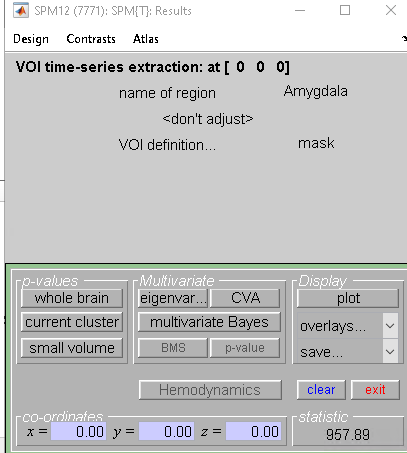 SPM12 (7771): SPM{T}: Results
Design Contrasts Atlas
VOI time-series extraction: at [ 0 0 0]
name of region Amygdala
<don't adjust>
VOI definition... mask
p-values Multivariate Display
whole brain eigenvar... CVA plot
current cluster multivariate Bayes overlays...
small volume BMS p-value save...
Hemodynamics clear exit
co-ordinates statistic
x = 0.00 y = 0.00 z = 0.00 957.89